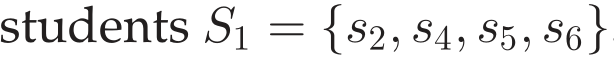 students $S_1 = \{s_2, s_4, s_5, s_6\}$